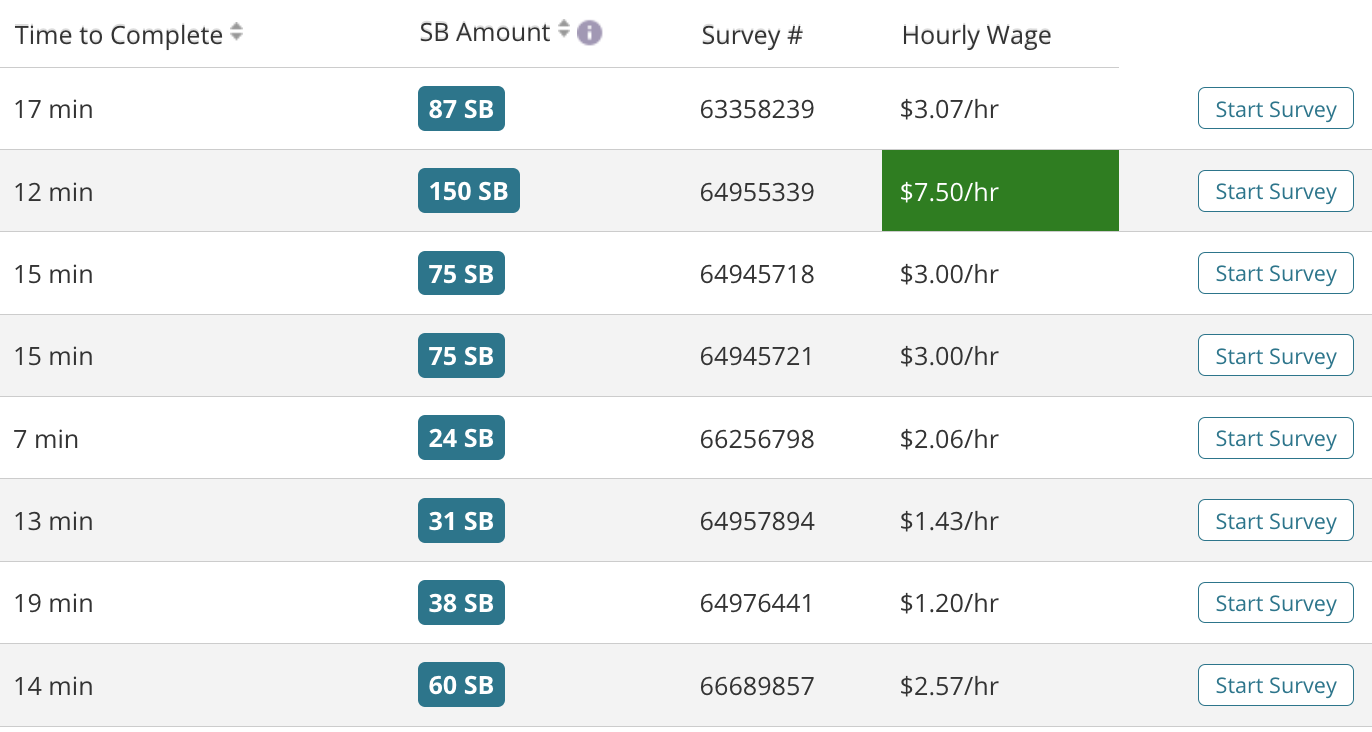 Time to Complete SB Amount i Survey # Hourly Wage
17 min 87 SB 63358239 $3.07/hr Start Survey
12 min 150 SB 64955339 $7.50/hr Start Survey
15 min 75 SB 64945718 $3.00/hr Start Survey
15 min 75 SB 64945721 $3.00/hr Start Survey
7 min 24 SB 66256798 $2.06/hr Start Survey
13 min 31 SB 64957894 $1.43/hr Start Survey
19 min 38 SB 64976441 $1.20/hr Start Survey
14 min 60 SB 66689857 $2.57/hr Start Survey